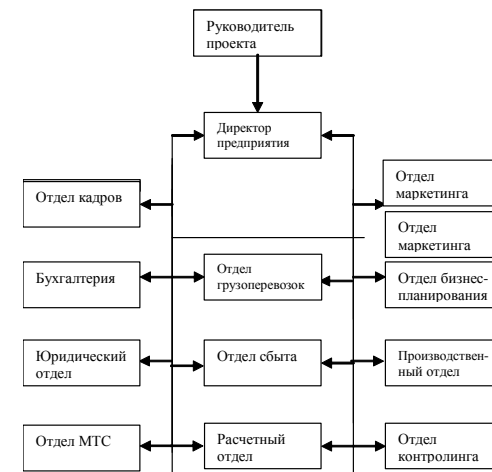 Руководитель
проекта
Директор
предприятия
Отдел кадров
Отдел
маркетинга
Отдел
маркетинга
Бухгалтерия
Отдел
грузоперевозок
Отдел бизнес-
планирования
Юридический
отдел
Отдел сбыта
Производствен-
ный отдел
Отдел МТС
Расчетный
отдел
Отдел
контролинга